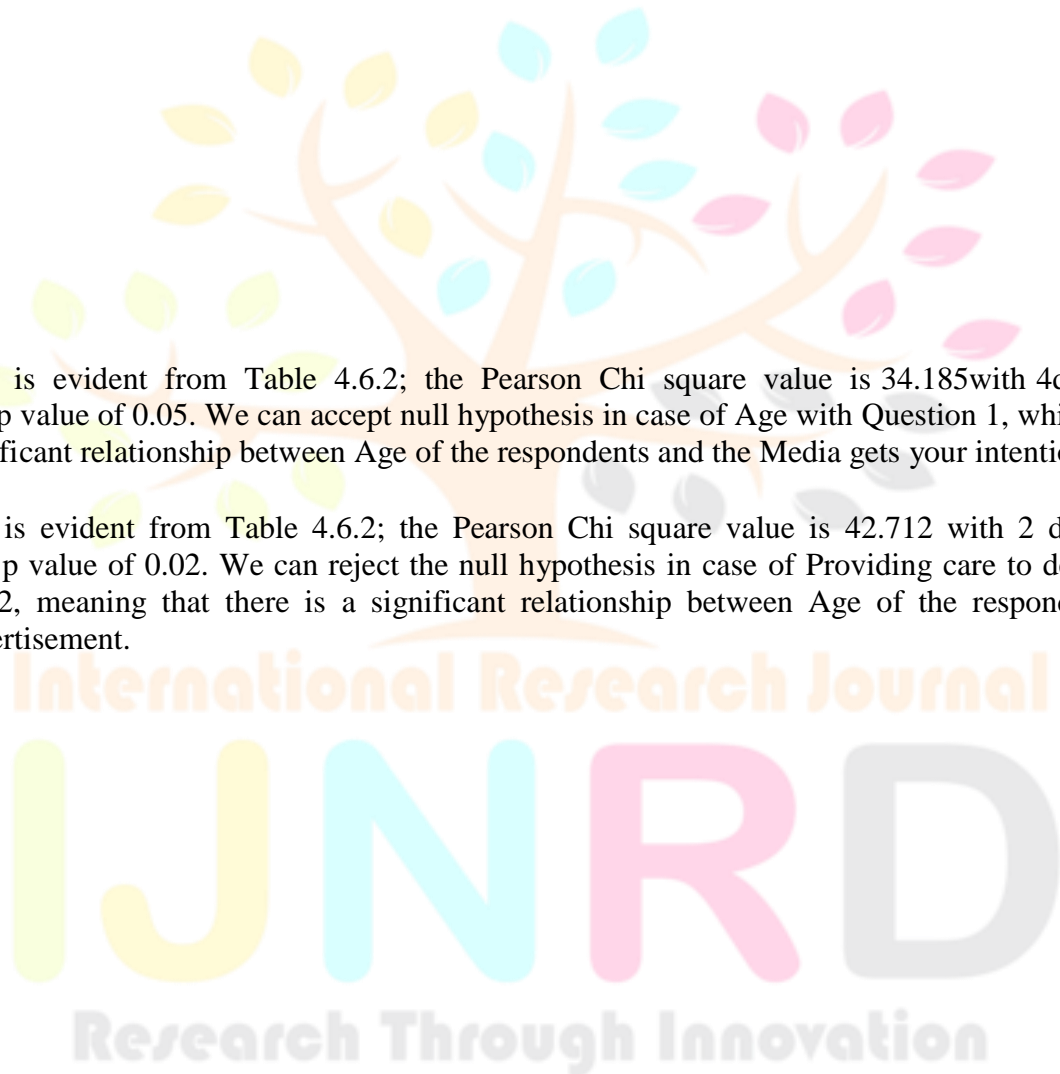 is evident from Table 4.6.2; the Pearson Chi square value is 34.185with 4d
p value of 0.05. We can accept null hypothesis in case of Age with Question 1, whi
ficant relationship between Age of the respondents and the Media gets your intentio
is evident from Table 4.6.2; the Pearson Chi square value is 42.712 with 2 d
p value of 0.02. We can reject the null hypothesis in case of Providing care to d
2, meaning that there is a significant relationship between Age of the respon
ertisement.
International Research Journal
IJNRD
Research Through Innovation